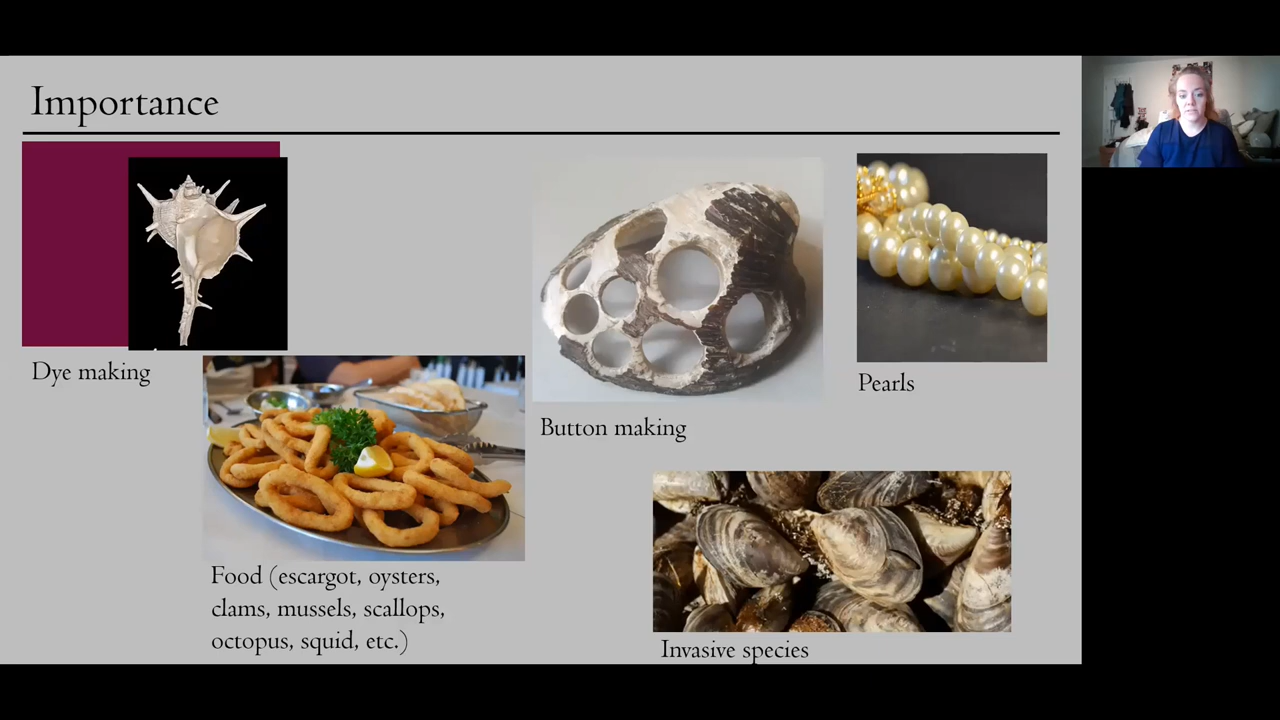 Importance
Dye making
Food (escargot, oysters,
clams, mussels, scallops,
octopus, squid, etc.)
Button making
Pearls
Invasive species